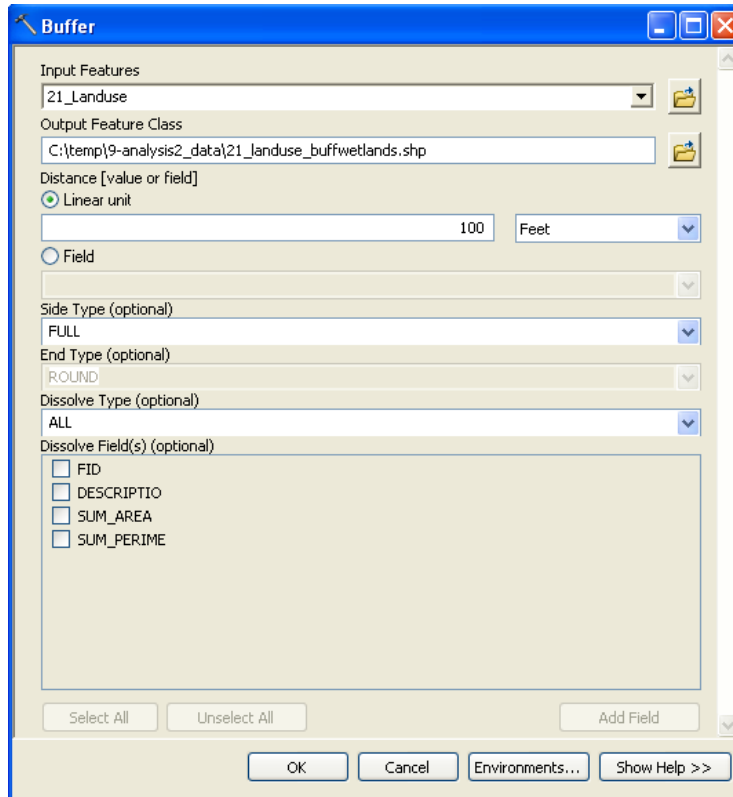 Buffer
Input Features
21_Landuse
Output Feature Class
C:\temp\9-analysis2_data\21_landuse_buffwetlands.shp
Distance [value or field]
Linear unit
100 Feet
Field
Side Type (optional)
FULL
End Type (optional)
ROUND
Dissolve Type (optional)
ALL
Dissolve Field(s) (optional)
FID
DESCRIPTIO
SUM_AREA
SUM_PERIME
Select All Unselect All Add Field
OK Cancel Environments... Show Help >>